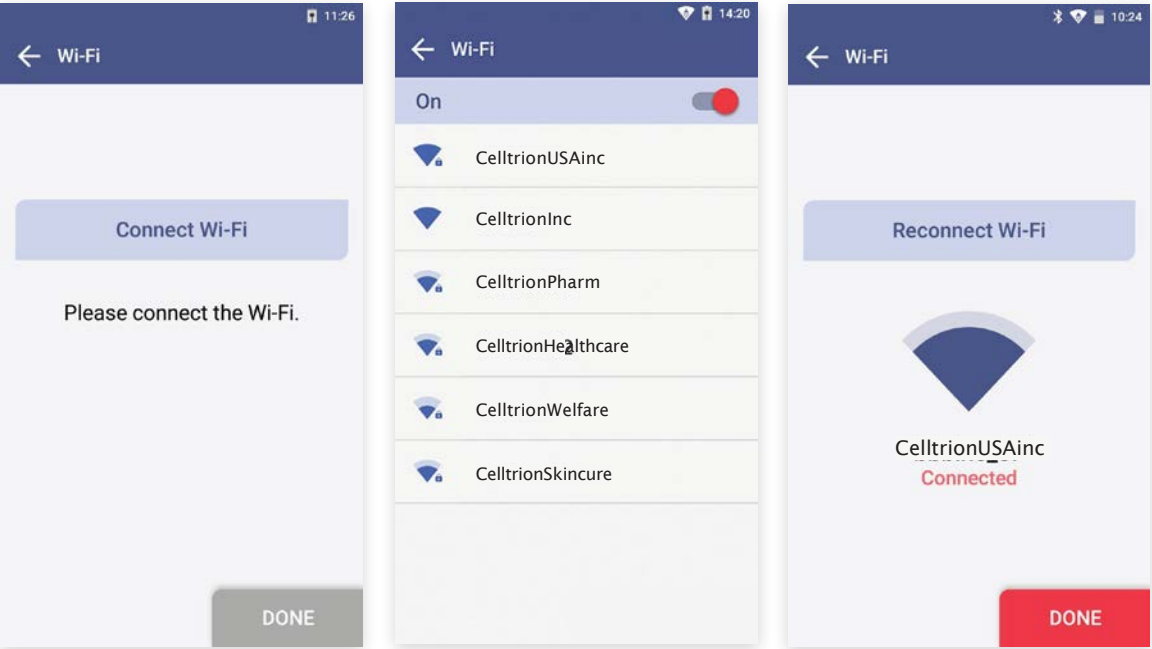 11:26
Wi-Fi
Connect Wi-Fi
Please connect the Wi-Fi.
DONE
14:20
Wi-Fi
On
CelltrionUSAinc
CelltrionInc
CelltrionPharm
CelltrionHealthcare
CelltrionWelfare
CelltrionSkincure
10:24
Wi-Fi
Reconnect Wi-Fi
CelltrionUSAinc
Connected
DONE